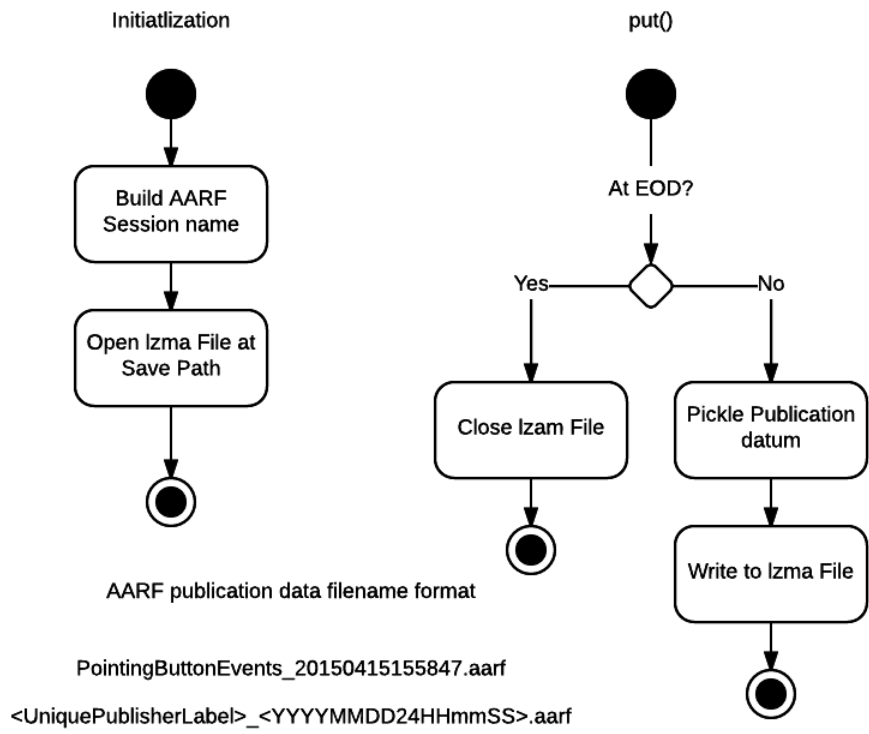 Initiatlization
put()
Build AARF
Session name
At EOD?
Yes
No
Open lzma File at
Save Path
Close lzam File
Pickle Publication
datum
Write to lzma File
AARF publication data filename format
PointingButtonEvents_20150415155847.aarf
<UniquePublisherLabel>_<YYYYMMDD24HHmmSS>.aarf